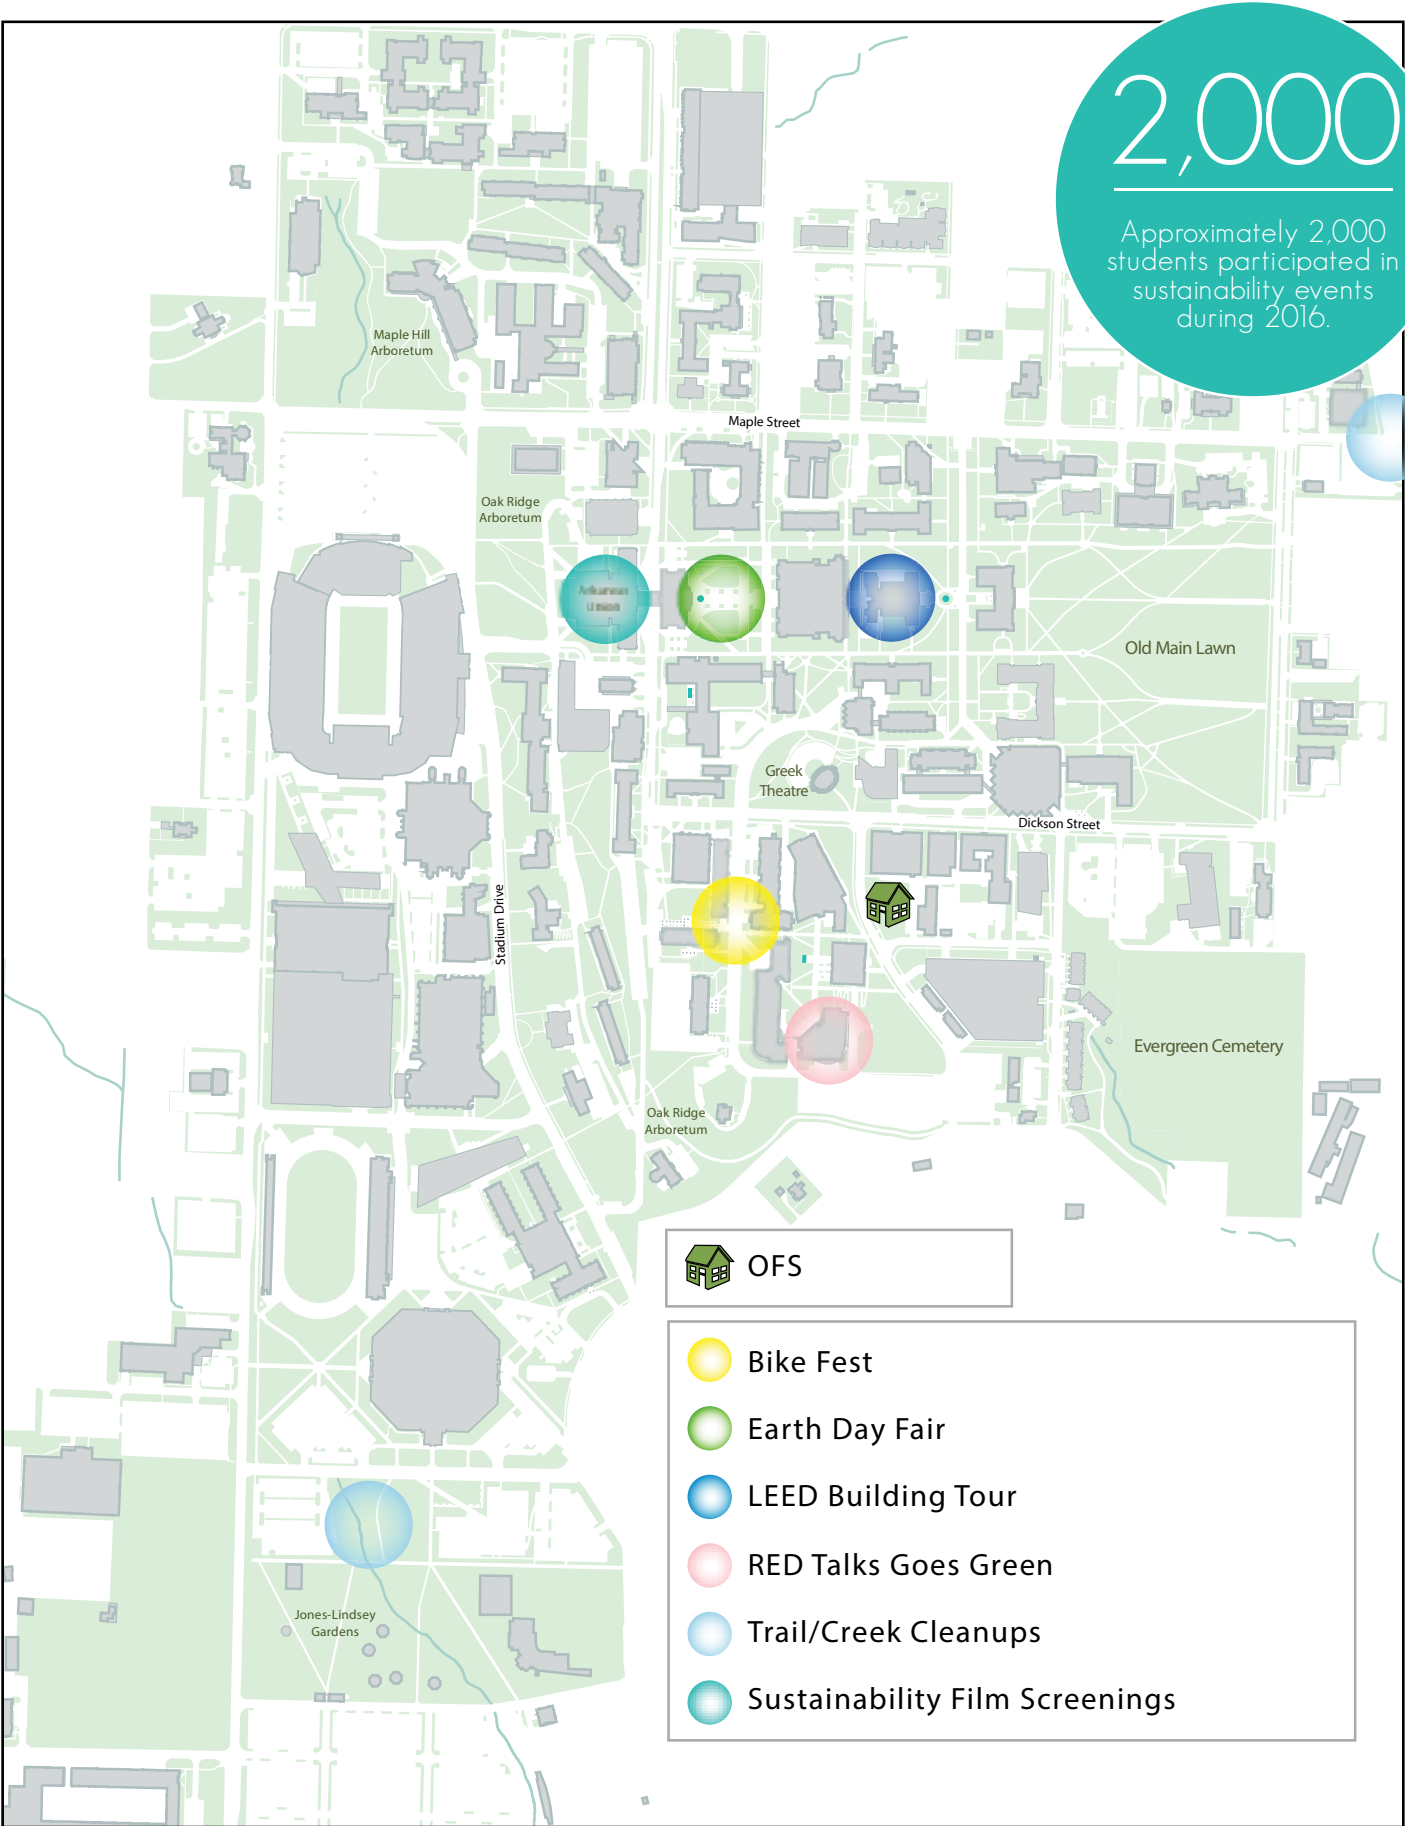 2,000
Approximately 2,000
students participated in
sustainability events
during 2016.
Maple Hill
Arboretum
Maple Street
Oak Ridge
Arboretum
Arkansas
Union
Old Main Lawn
Greek
Theatre
Dickson Street
Stadium Drive
Evergreen Cemetery
Oak Ridge
Arboretum
OFS
Bike Fest
Earth Day Fair
LEED Building Tour
RED Talks Goes Green
Trail/Creek Cleanups
Sustainability Film Screenings
Jones-Lindsey
Gardens